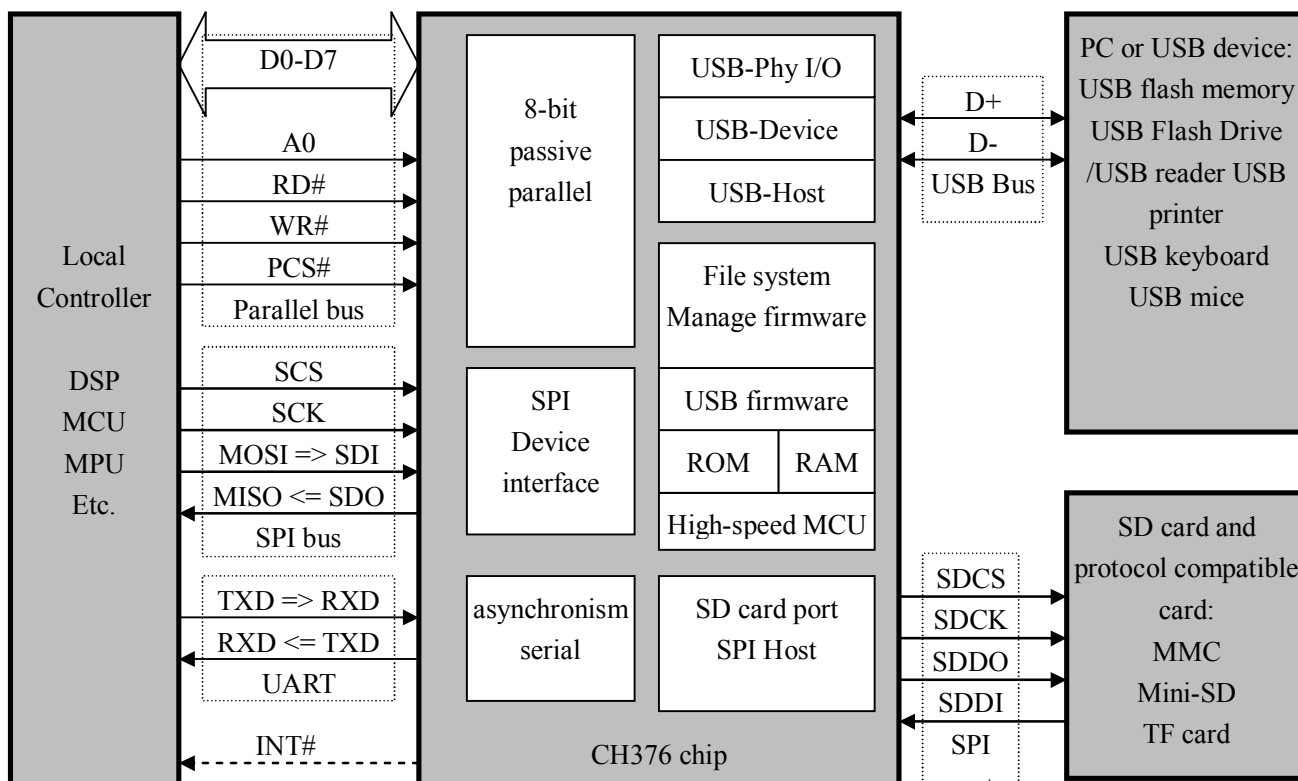 Local
Controller
DSP
MCU
MPU
Etc.
D0-D7
A0
RD#
WR#
PCS#
Parallel bus
SCS
SCK
MOSI => SDI
MISO <= SDO
SPI bus
TXD => RXD
RXD <= TXD
UART
INT#
8-bit
passive
parallel
SPI
Device
interface
asynchronism
serial
USB-Phy I/O
USB-Device
USB-Host
File system
Manage firmware
USB firmware
ROM
RAM
High-speed MCU
SD card port
SPI Host
CH376 chip
D+
D-
USB Bus
SDCS
SDCK
SDDO
SDDI
SPI
PC or USB device:
USB flash memory
USB Flash Drive
/USB reader USB
printer
USB keyboard
USB mice
SD card and
protocol compatible
card:
MMC
Mini-SD
TF card